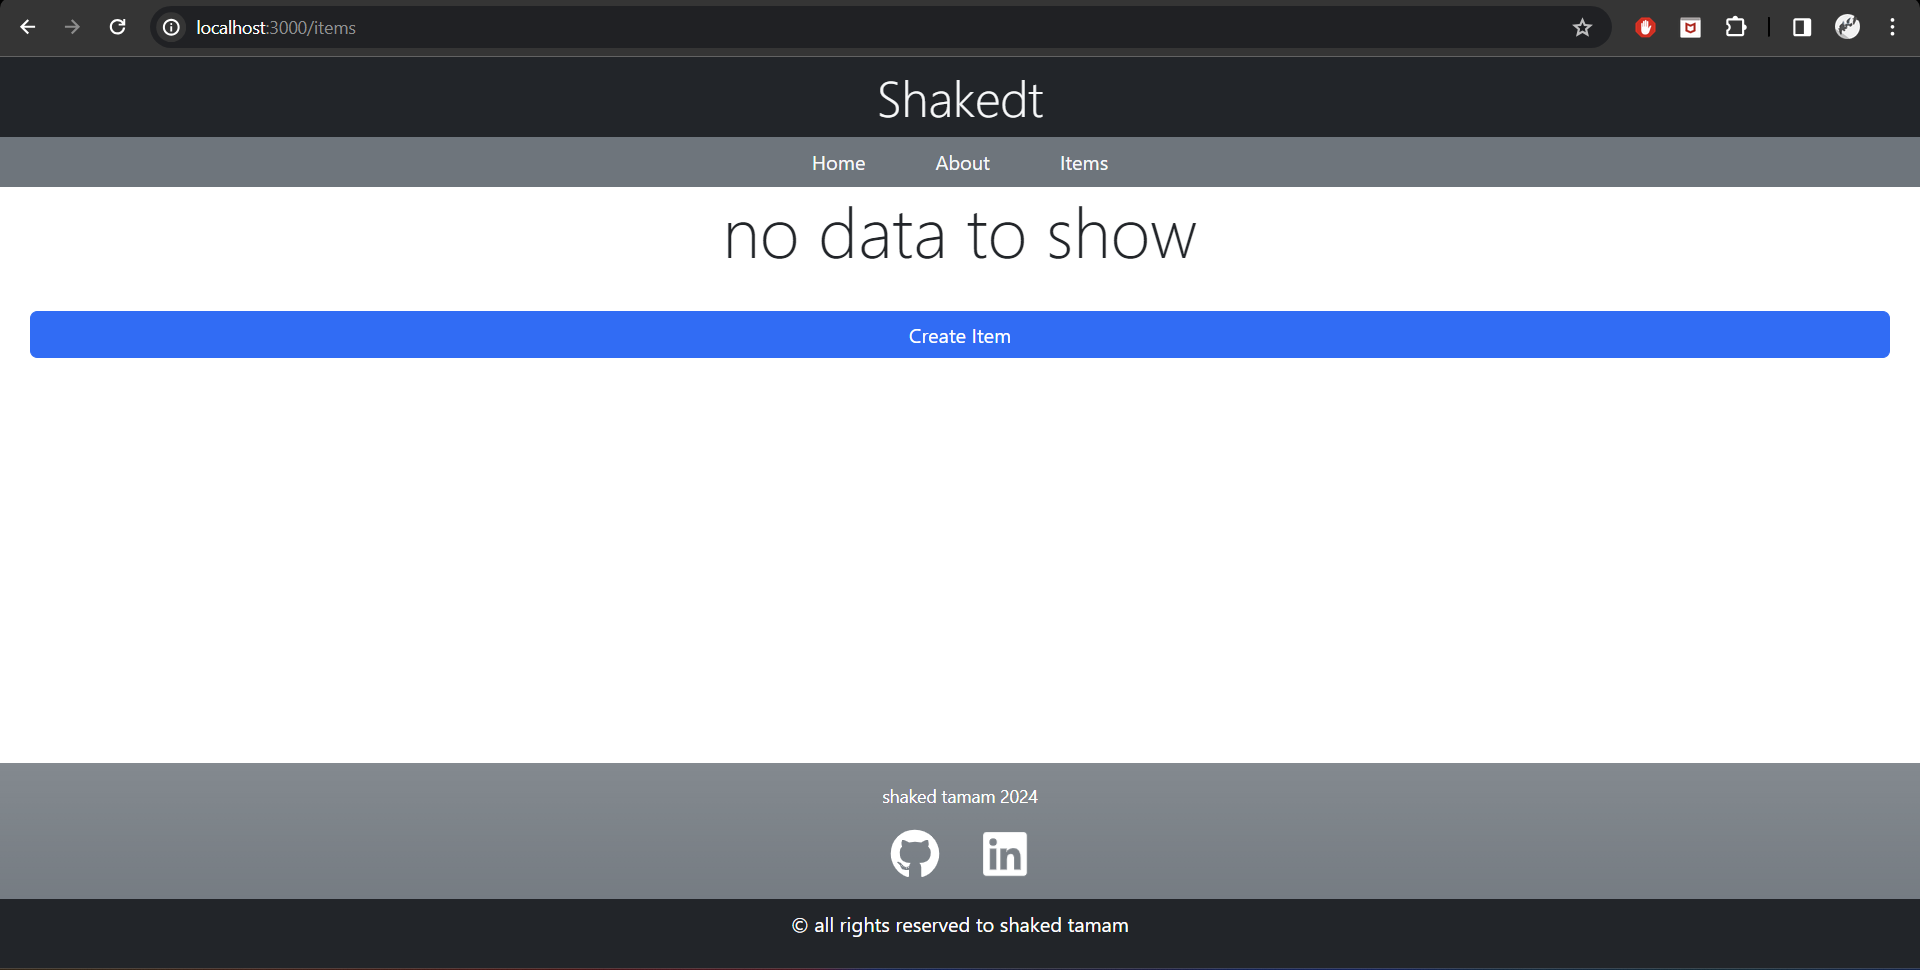 localhost:3000/items
Shakedt
Home About Items
no data to show
Create Item
shaked tamam 2024
in
© all rights reserved to shaked tamam